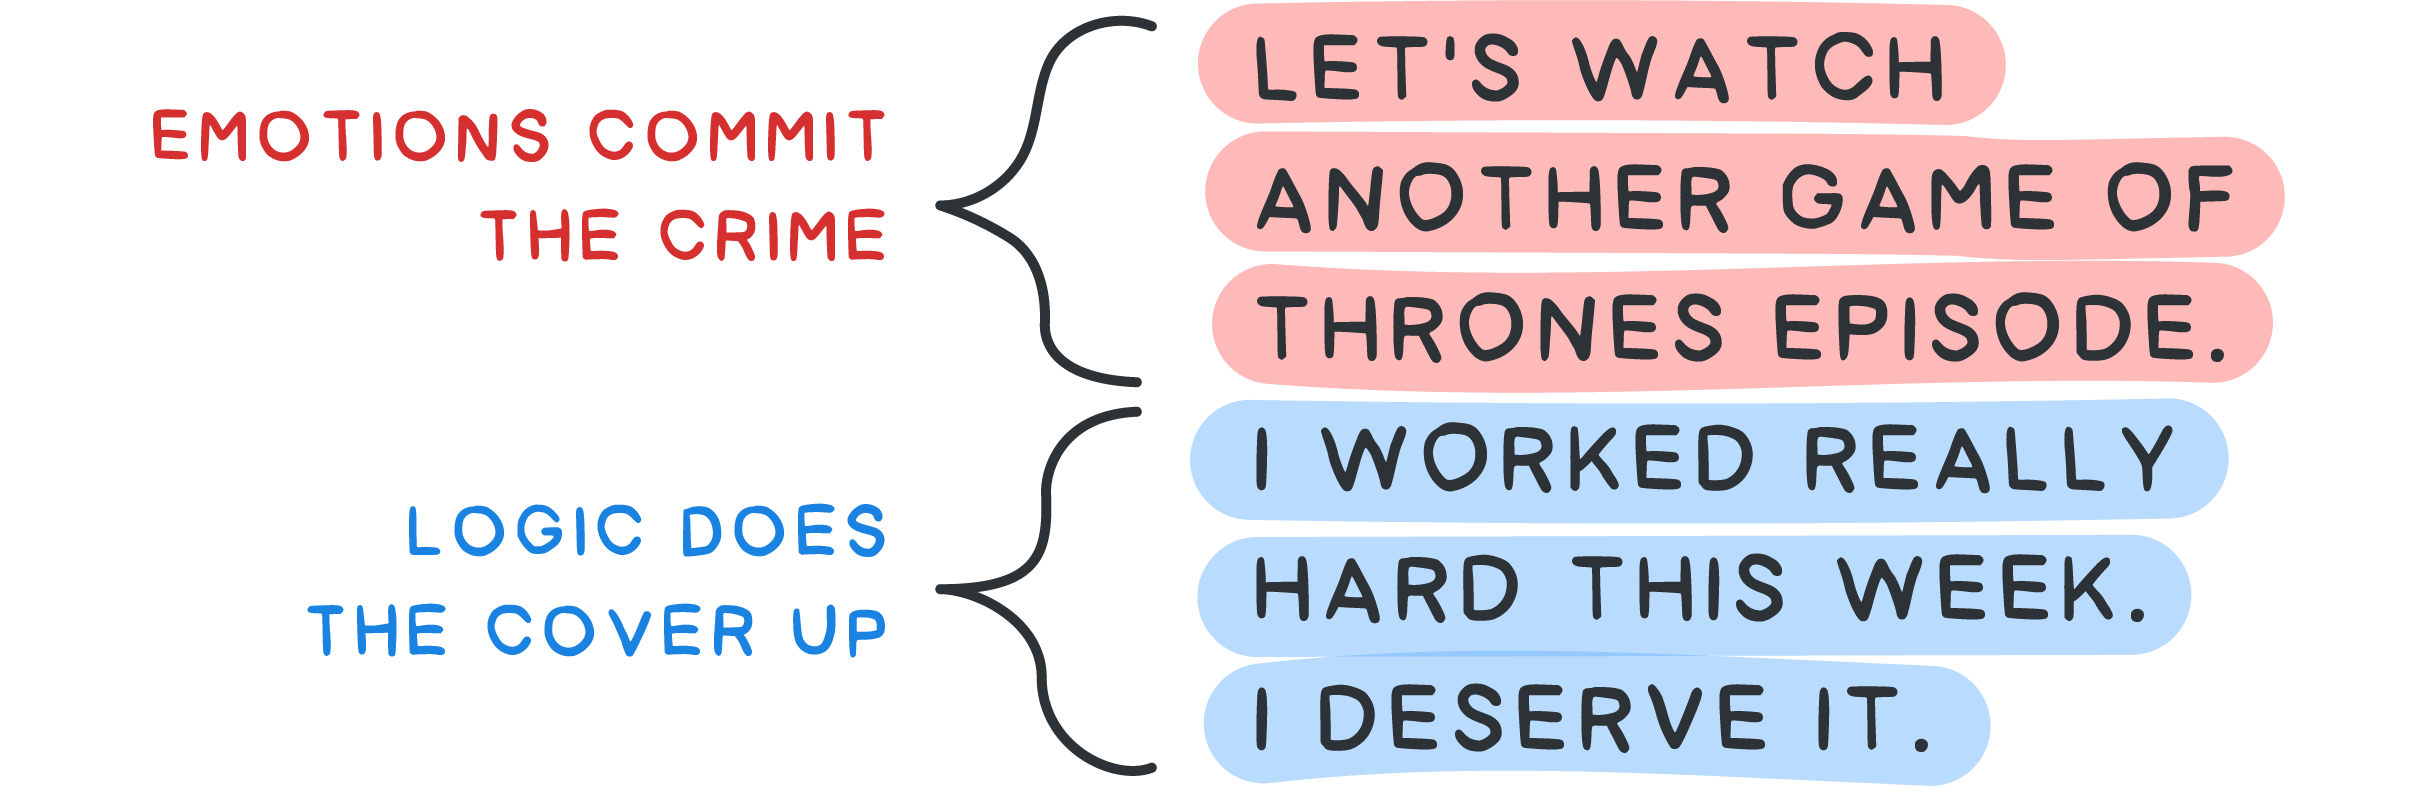 EMOTIONS COMMIT
THE CRIME
LET'S WATCH
ANOTHER GAME OF
THRONES EPISODE.
LOGIC DOES
THE COVER UP
I WORKED REALLY
HARD THIS WEEK.
I DESERVE IT.